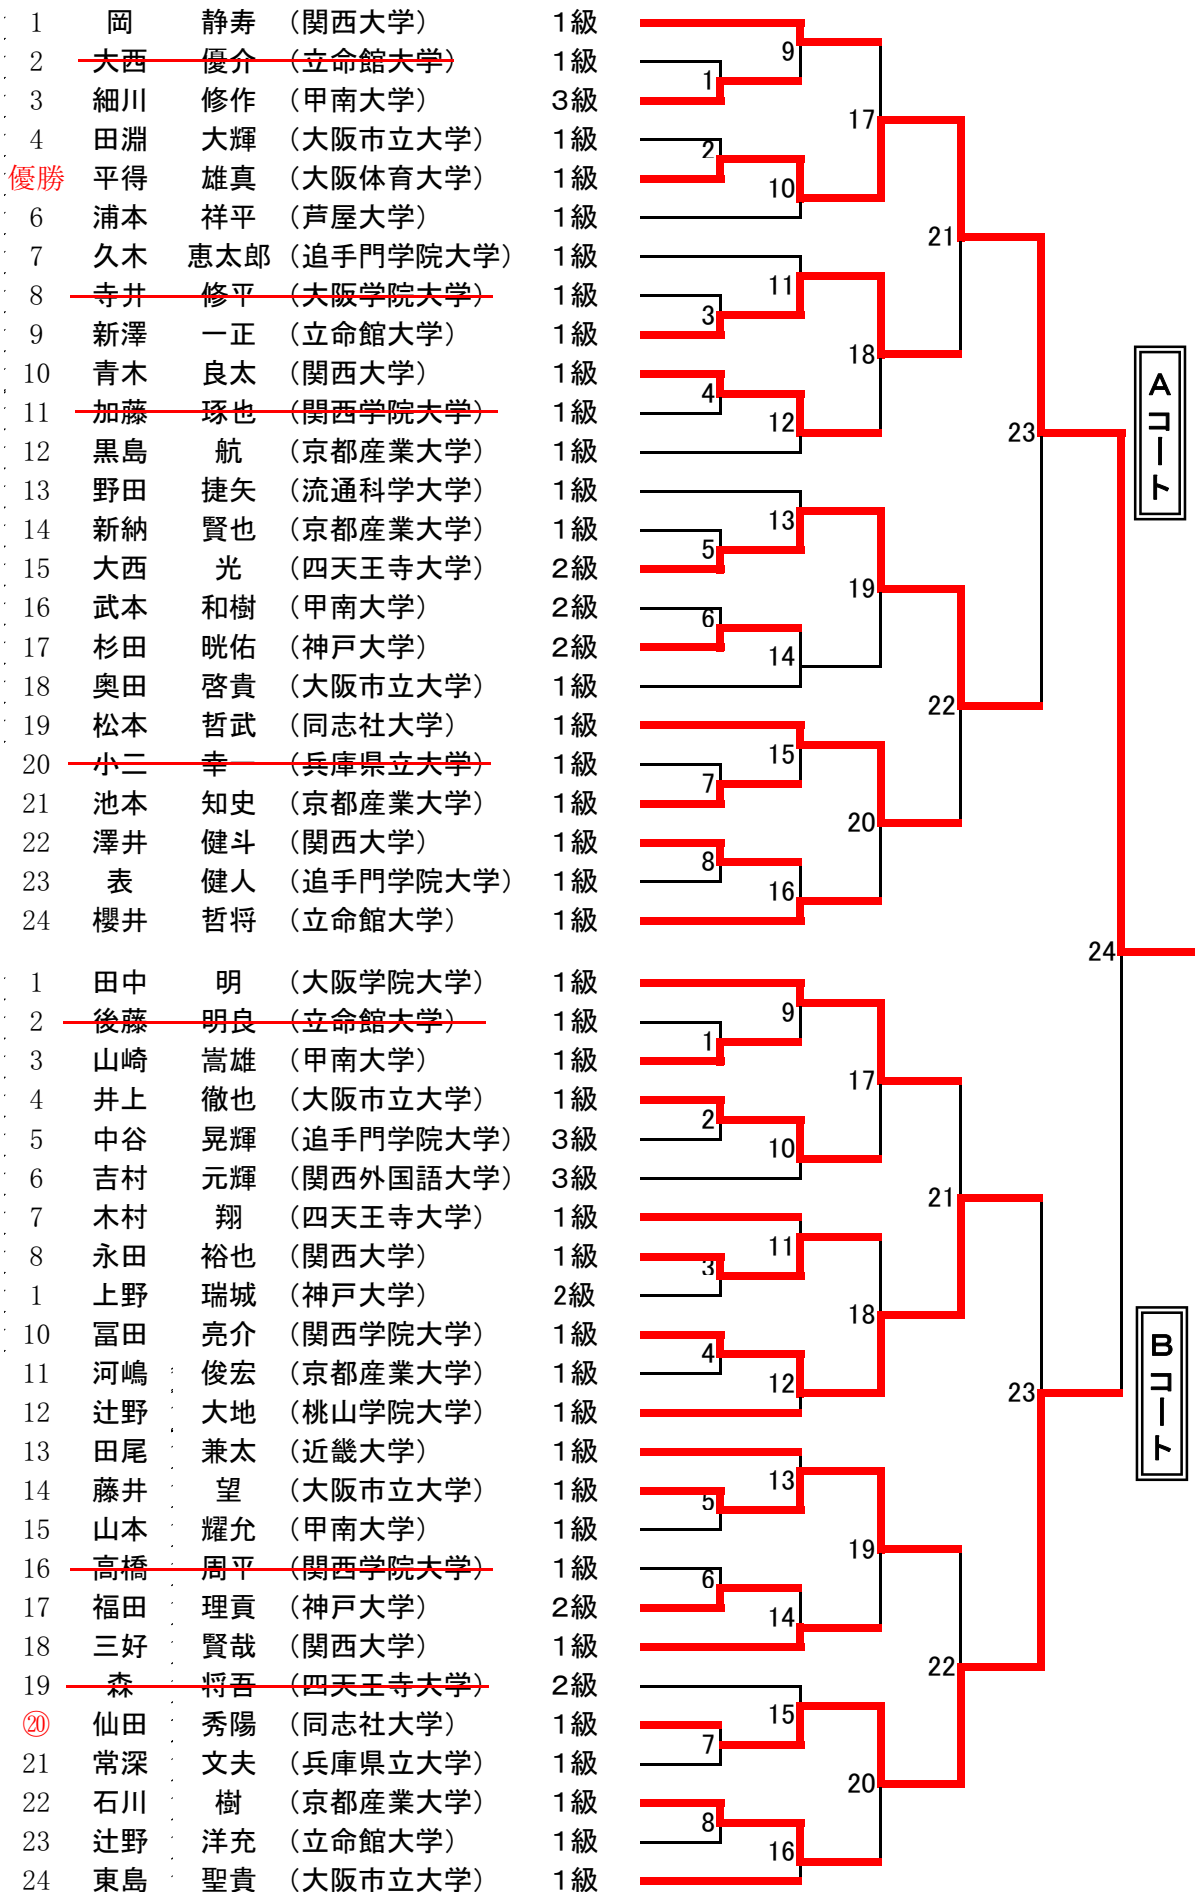 1 岡 静寿 （関西大学） 1級
2 大西 優介 （立命館大学） 1級
3 細川 修作 （甲南大学） 3級
4 田淵 大輝 （大阪市立大学） 1級
優勝 平得 雄真 （大阪体育大学） 1級
6 浦本 祥平 （芦屋大学） 1級
7 久木 恵太郎 （追手門学院大学） 1級
8 寺井 修平 （大阪学院大学） 1級
9 新澤 一正 （立命館大学） 1級
10 青木 良太 （関西大学） 1級
11 加藤 琢也 （関西学院大学） 1級
12 黒島 航 （京都産業大学） 1級
13 野田 捷矢 （流通科学大学） 1級
14 新納 賢也 （京都産業大学） 1級
15 大西 光 （四天王寺大学） 2級
16 武本 和樹 （甲南大学） 2級
17 杉田 晄佑 （神戸大学） 2級
18 奥田 啓貴 （大阪市立大学） 1級
19 松本 哲武 （同志社大学） 1級
20 小二 幸一 （兵庫県立大学） 1級
21 池本 知史 （京都産業大学） 1級
22 澤井 健斗 （関西大学） 1級
23 表 健人 （追手門学院大学） 1級
24 櫻井 哲将 （立命館大学） 1級
1 2 3 4 5 6 7 8
9 10 11 12 13 14 15 16
17 18 19 20
21 22
23
24
Aコート
1 田中 明 （大阪学院大学） 1級
2 後藤 明良 （立命館大学） 1級
3 山崎 嵩雄 （甲南大学） 1級
4 井上 徹也 （大阪市立大学） 1級
5 中谷 晃輝 （追手門学院大学） 3級
6 吉村 元輝 （関西外国語大学） 3級
7 木村 翔 （四天王寺大学） 1級
8 永田 裕也 （関西大学） 1級
1 上野 瑞城 （神戸大学） 2級
10 冨田 亮介 （関西学院大学） 1級
11 河嶋 俊宏 （京都産業大学） 1級
12 辻野 大地 （桃山学院大学） 1級
13 田尾 兼太 （近畿大学） 1級
14 藤井 望 （大阪市立大学） 1級
15 山本 耀允 （甲南大学） 1級
16 高橋 周平 （関西学院大学） 1級
17 福田 理貢 （神戸大学） 2級
18 三好 賢哉 （関西大学） 1級
19 森 将吾 （四天王寺大学） 2級
⑳ 仙田 秀陽 （同志社大学） 1級
21 常深 文夫 （兵庫県立大学） 1級
22 石川 樹 （京都産業大学） 1級
23 辻野 洋充 （立命館大学） 1級
24 東島 聖貴 （大阪市立大学） 1級
1 2 3 4 5 6 7 8
9 10 11 12 13 14 15 16
17 18 19 20
21 22
23
Bコート